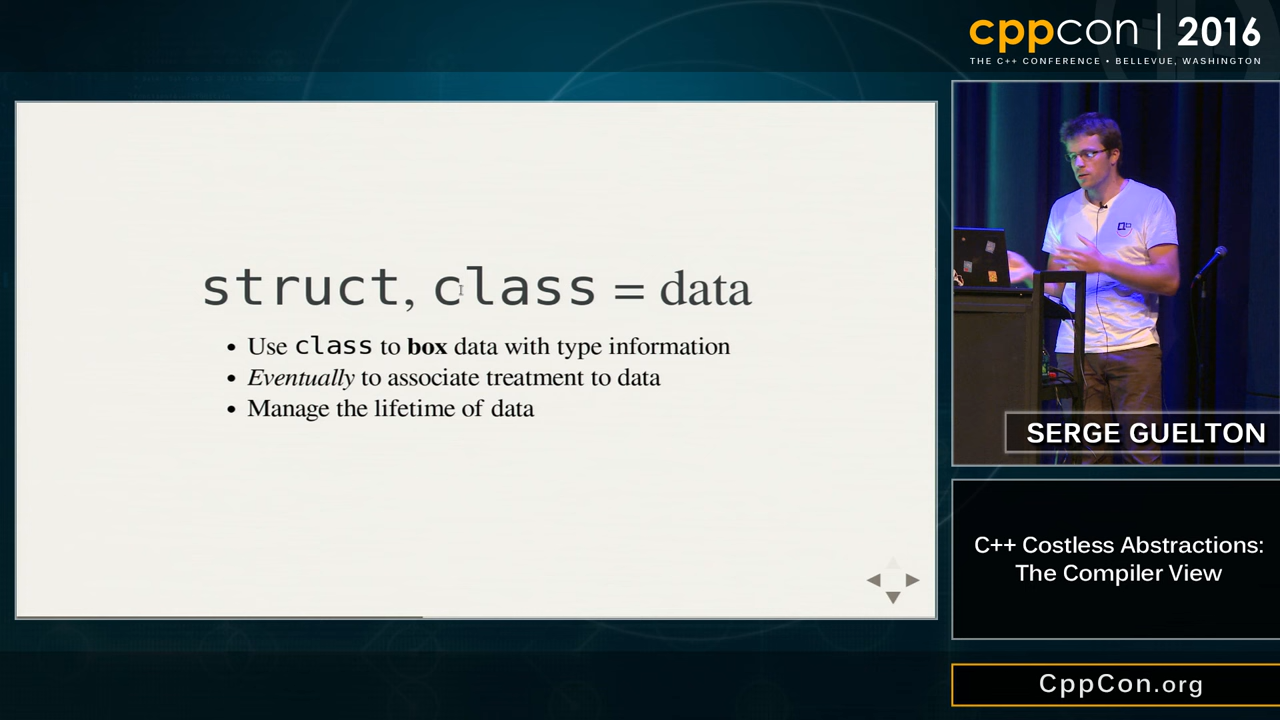 cppcon | 2016
THE C++ CONFERENCE • BELLEVUE, WASHINGTON
struct, class = data
• Use class to box data with type information
• Eventually to associate treatment to data
• Manage the lifetime of data
SERGE GUELTON
C++ Costless Abstractions:
The Compiler View
CppCon.org